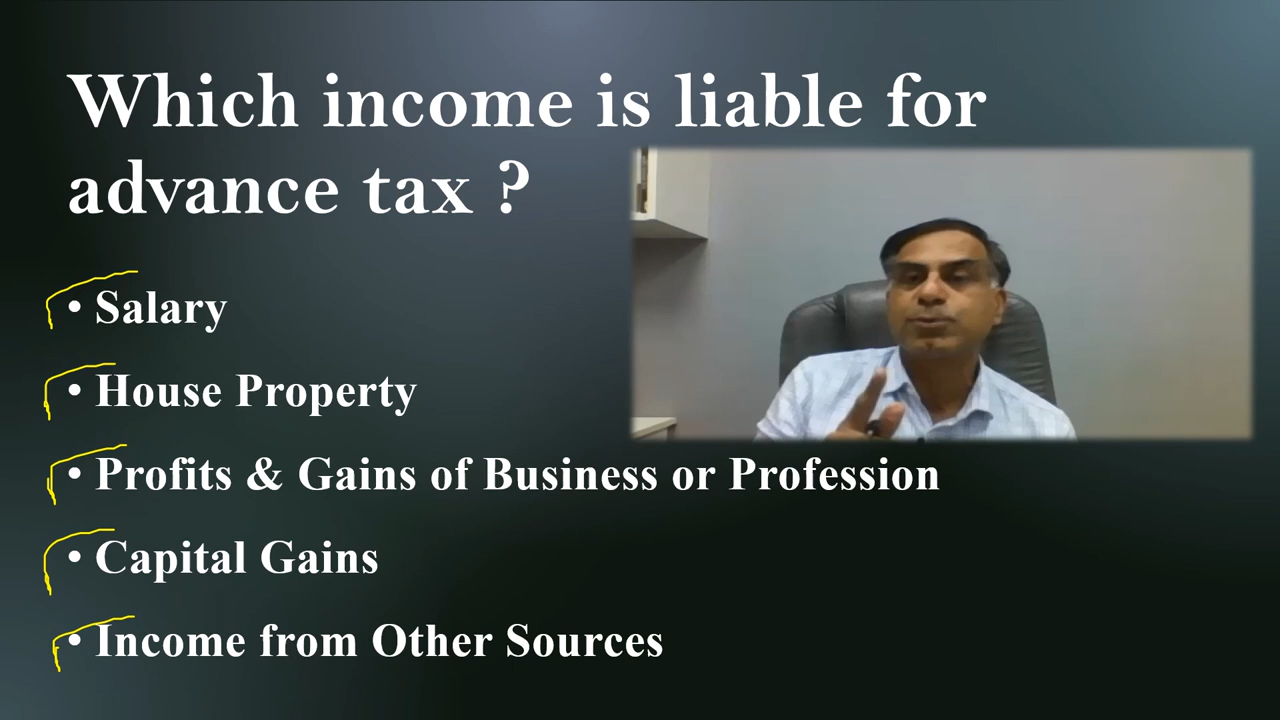 Which income is liable for
advance tax ?
• Salary
• House Property
• Profits & Gains of Business or Profession
• Capital Gains
• Income from Other Sources